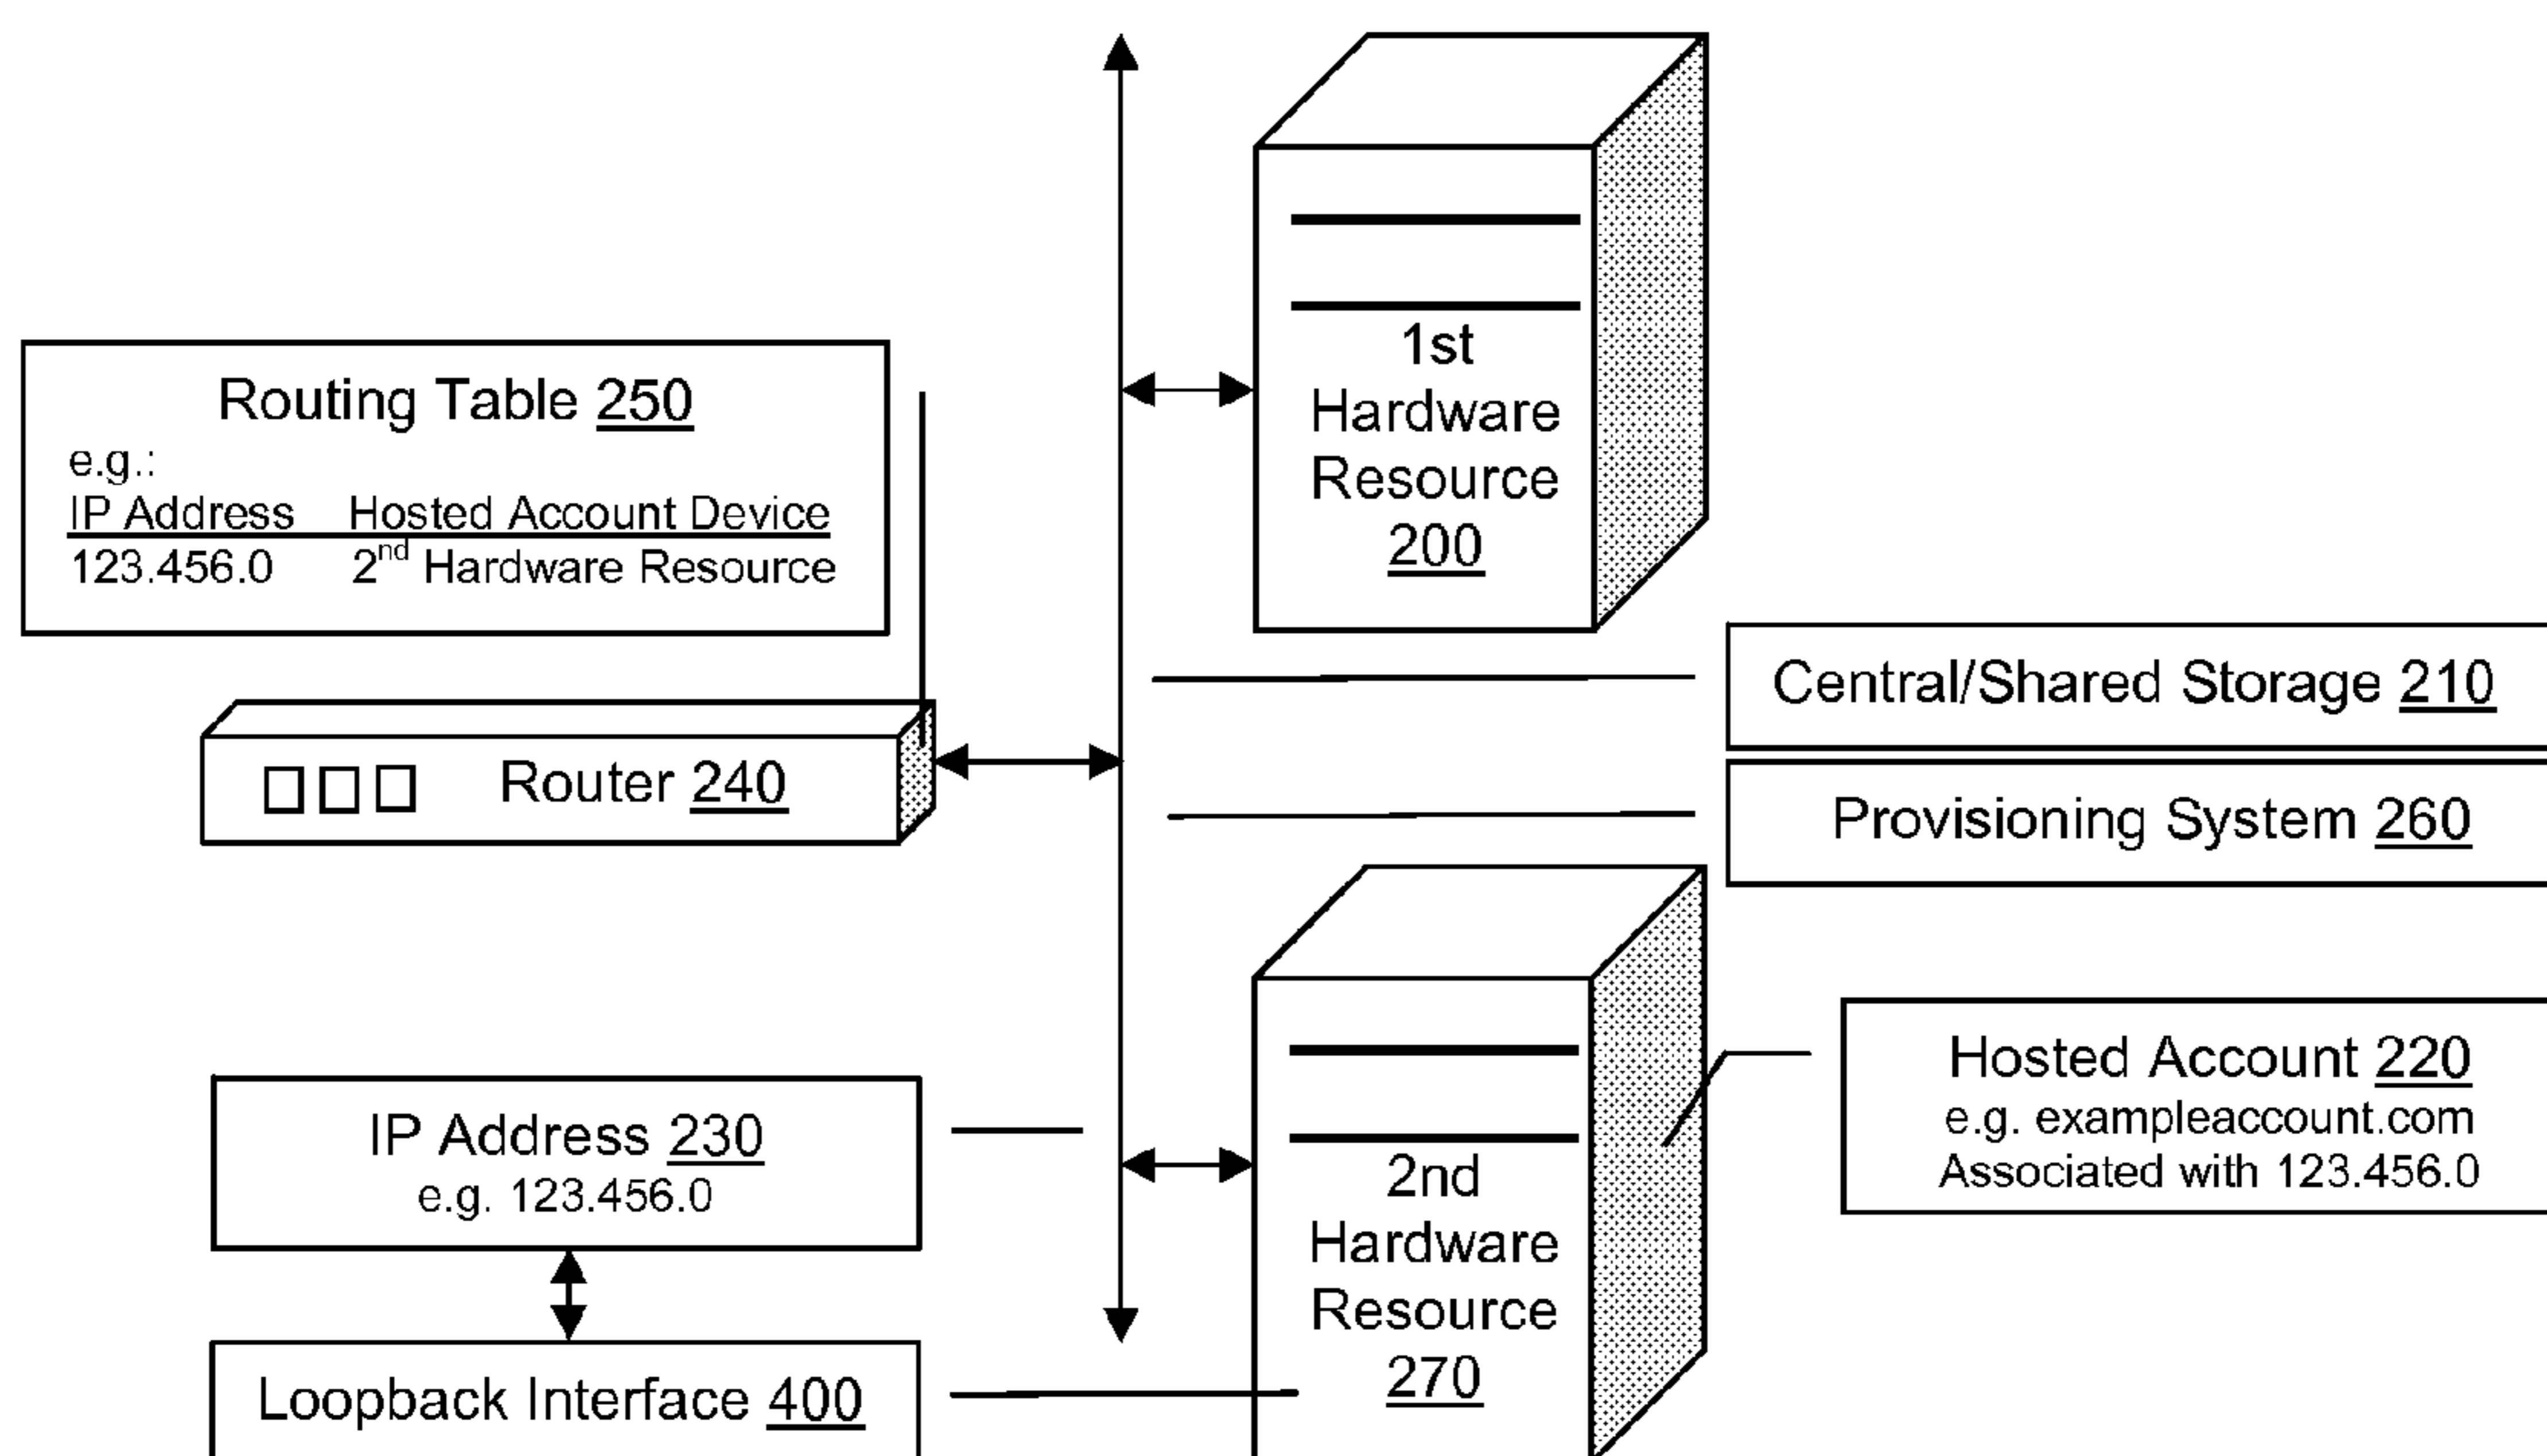 1st
Hardware
Resource
200
Routing Table 250
e.g.:
IP Address Hosted Account Device
123.456.0 2nd Hardware Resource
Central/Shared Storage 210
Router 240
Provisioning System 260
Hosted Account 220
e.g. exampleaccount.com
Associated with 123.456.0
IP Address 230
e.g. 123.456.0
2nd
Hardware
Resource
270
Loopback Interface 400